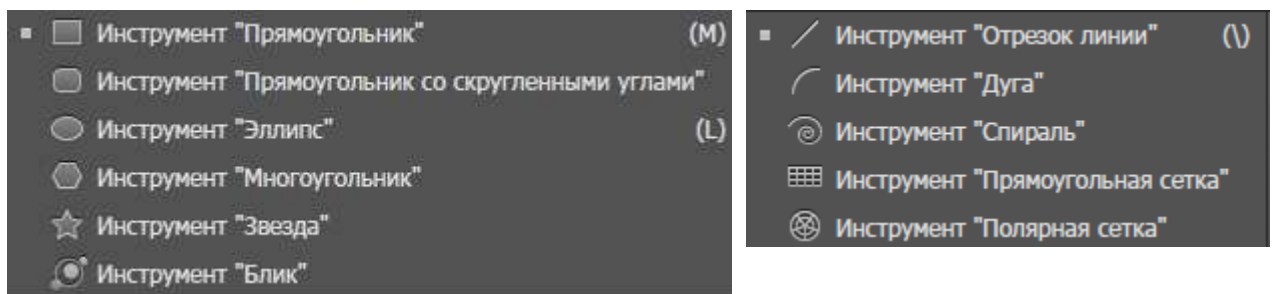 Инструмент "Прямоугольник" (M)
Инструмент "Прямоугольник со скругленными углами"
Инструмент "Эллипс" (L)
Инструмент "Многоугольник"
Инструмент "Звезда"
Инструмент "Блик"
Инструмент "Отрезок линии" (\)
Инструмент "Дуга"
Инструмент "Спираль"
Инструмент "Прямоугольная сетка"
Инструмент "Полярная сетка"